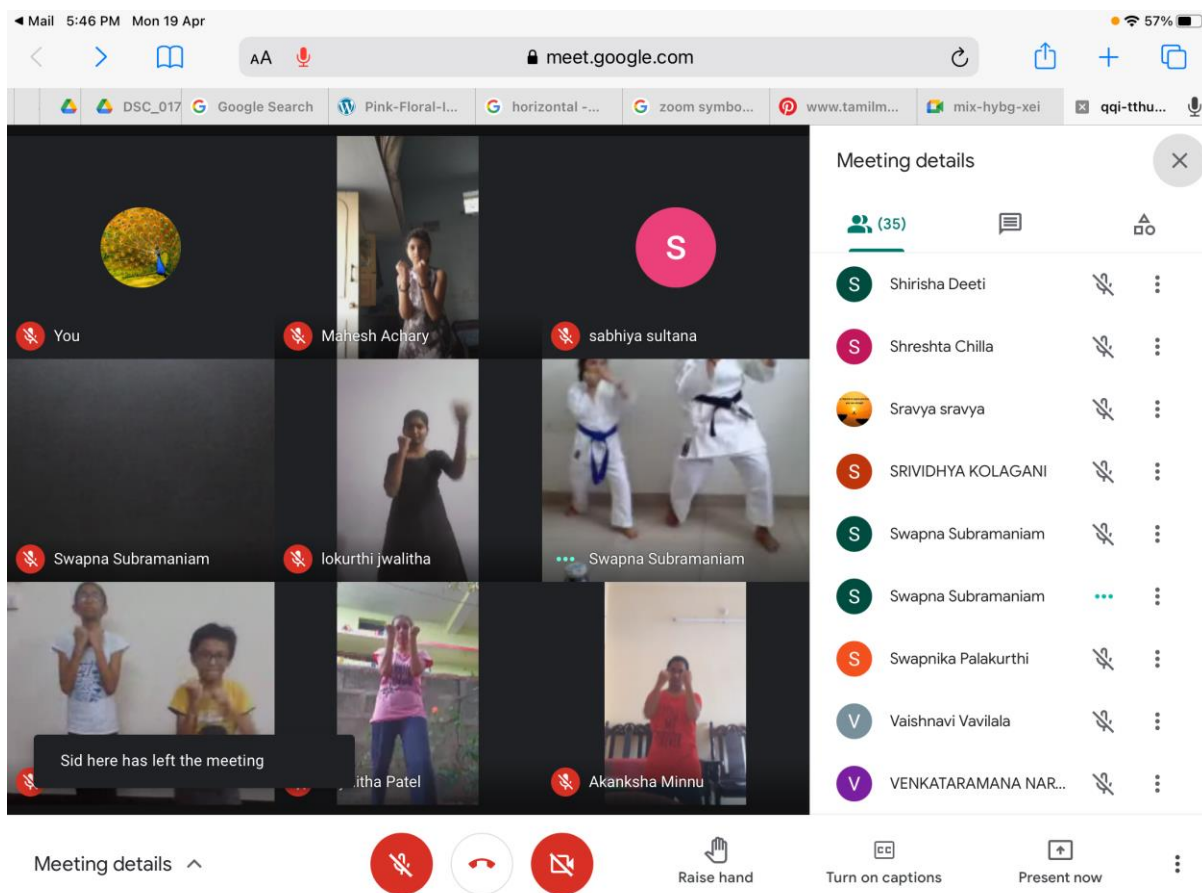 Mail 5:46 PM Mon 19 Apr
57%
AA meet.google.com
DSC_017 Google Search Pink-Floral-I... horizontal -... zoom symbo... www.tamilm... mix-hybg-xei qqi-tthu...
Meeting details
(35)
S
You
Mahesh Achary
sabhiya sultana
Swapna Subramaniam
lokurthi jwalitha
Swapna Subramaniam
Sid here has left the meeting
Patel
Akanksha Minnu
S Shirisha Deeti
S Shreshta Chilla
Sravya sravya
S SRIVIDHYA KOLAGANI
S Swapna Subramaniam
S Swapna Subramaniam
S Swapnika Palakurthi
V Vaishnavi Vavilala
V VENKATARAMANA NAR...
Meeting details
Raise hand
CC
Turn on captions
Present now